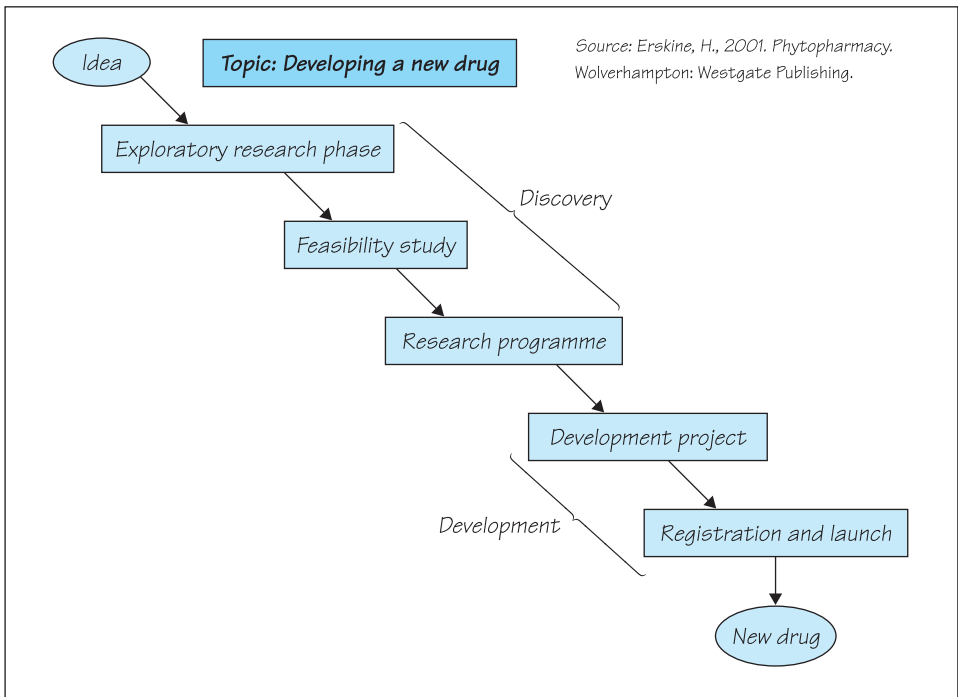 Idea
Topic: Developing a new drug
Source: Erskine, H., 2001. Phytopharmacy.
Wolverhampton: Westgate Publishing.
Exploratory research phase
Discovery
Feasibility study
Research programme
Development project
Development
Registration and launch
New drug